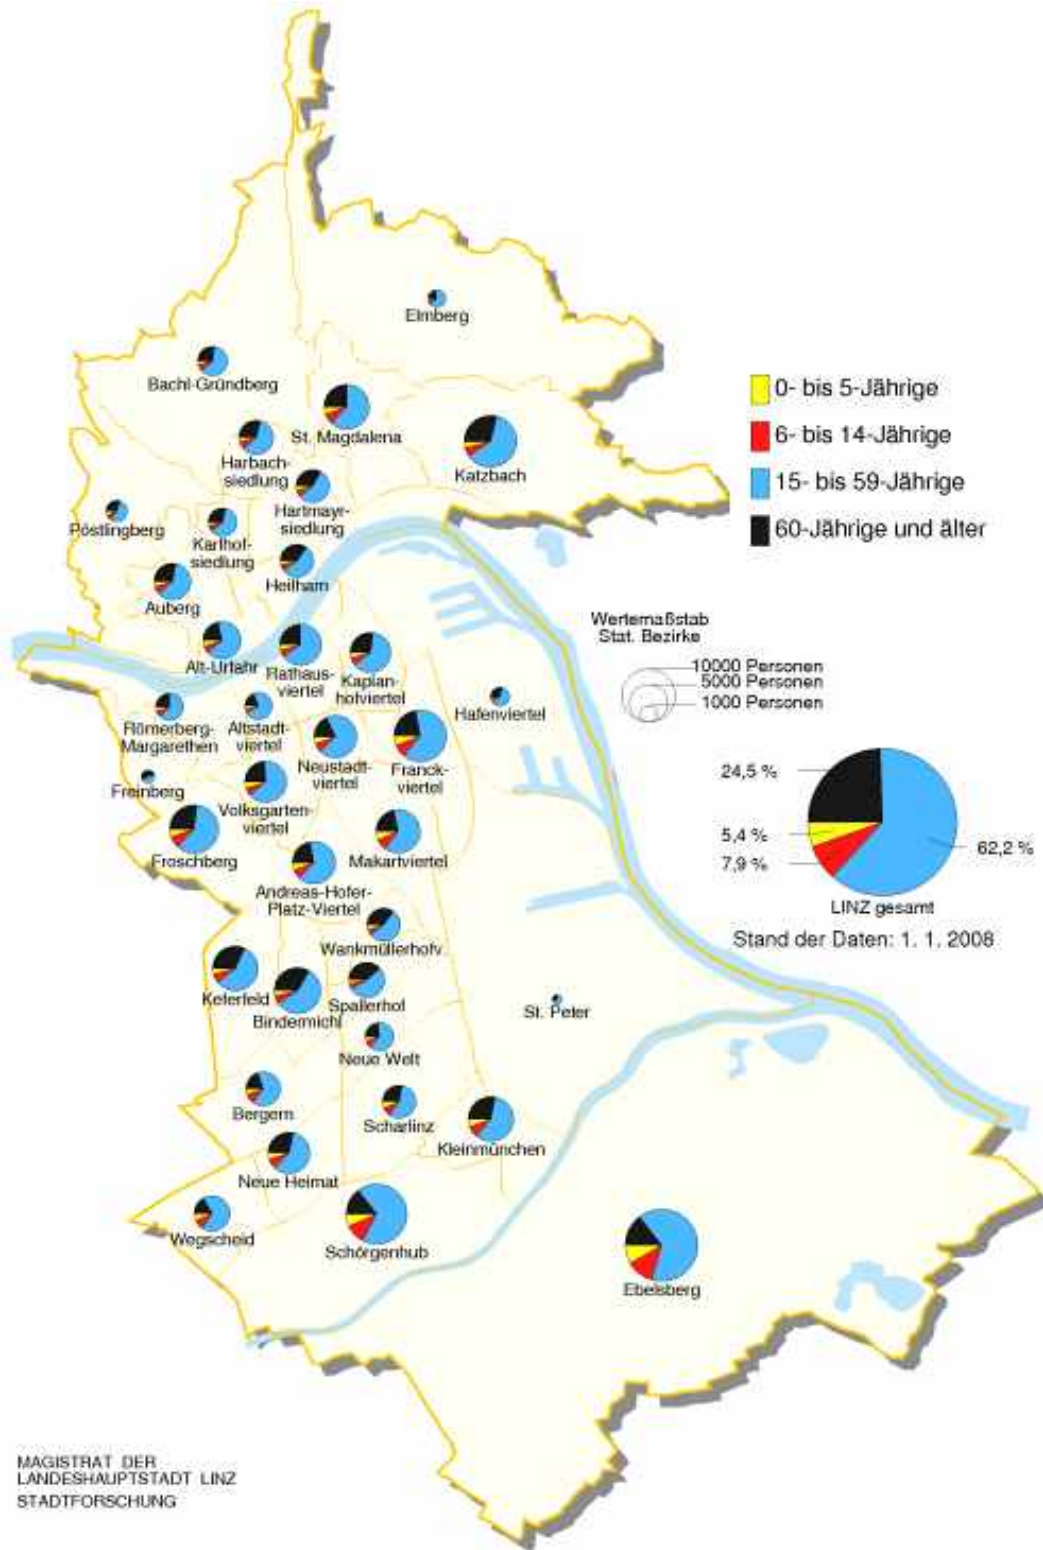 Elmberg
Bachl-Gründberg
St. Magdalena
Harbach-
siedlung
Katzbach
Hartmayr-
siedlung
Pöstlingberg
Karlhof-
siedlung
Heilham
Auberg
Alt-Urfahr
Rathaus-
viertel
Kaplan-
hofviertel
Hafenviertel
Römerberg-
Margarethen
Altstadt-
viertel
Neustadt-
viertel
Franck-
viertel
Freinberg
Volksgarten-
viertel
Froschberg
Makartviertel
Andreas-Hofer-
Platz-Viertel
Wankmüllerhofv.
Keferfeld
Bindermichl
Spallerhof
St. Peter
Neue Welt
Bergern
Scharlinz
Kleinmünchen
Neue Heimat
Wegscheid
Schörgenhub
Ebelsberg
0- bis 5-Jährige
6- bis 14-Jährige
15- bis 59-Jährige
60-Jährige und älter
Wertemaßstab
Stat. Bezirke
10000 Personen
5000 Personen
1000 Personen
24,5 %
5,4 %
7,9 %
62,2 %
LINZ gesamt
Stand der Daten: 1. 1. 2008
MAGISTRAT DER
LANDESHAUPTSTADT LINZ
STADTFORSCHUNG